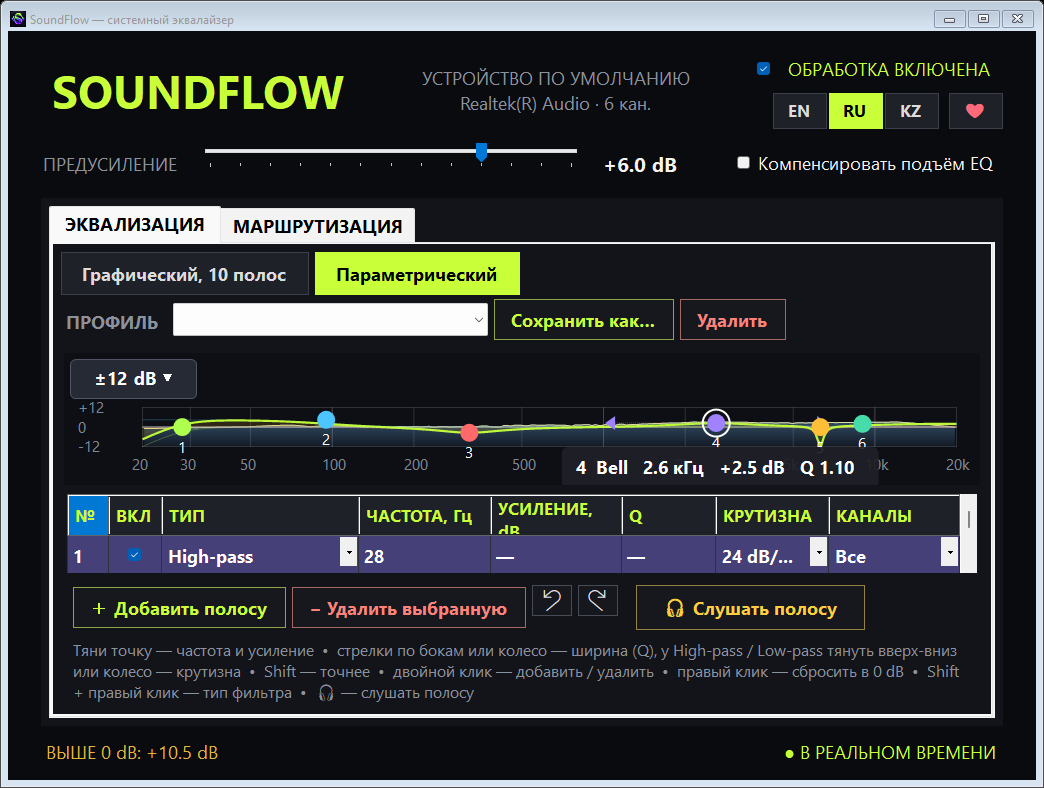 SoundFlow — системный эквалайзер
SOUNDFLOW
УСТРОЙСТВО ПО УМОЛЧАНИЮ
Realtek(R) Audio · 6 кан.
ОБРАБОТКА ВКЛЮЧЕНА
EN RU KZ
ПРЕДУСИЛЕНИЕ
+6.0 dB
Компенсировать подъём EQ
ЭКВАЛИЗАЦИЯ МАРШРУТИЗАЦИЯ
Графический, 10 полос Параметрический
ПРОФИЛЬ
Сохранить как... Удалить
±12 dB ▾
+12
0
-12
1 2 3 4 5 6
20 30 50 100 200 500 20k
4 Bell 2.6 кГц +2.5 dB Q 1.10
№ ВКЛ ТИП ЧАСТОТА, Гц УСИЛЕНИЕ, dB Q КРУТИЗНА КАНАЛЫ
1 High-pass 28 — — 24 dB/... Все
+ Добавить полосу – Удалить выбранную 🎧 Слушать полосу
Тяни точку — частота и усиление • стрелки по бокам или колесо — ширина (Q), у High-pass / Low-pass тянуть вверх-вниз
или колесо — крутизна • Shift — точнее • двойной клик — добавить / удалить • правый клик — сбросить в 0 dB • Shift
+ правый клик — тип фильтра • 🎧 — слушать полосу
ВЫШЕ 0 dB: +10.5 dB
● В РЕАЛЬНОМ ВРЕМЕНИ